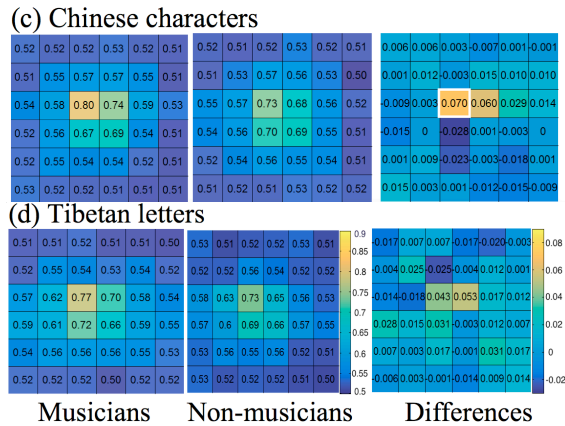 (c) Chinese characters
0.52 0.52 0.52 0.53 0.52 0.51 0.52 0.51 0.52 0.53 0.52 0.51 0.006 0.006 0.003 -0.007 0.001 -0.001
0.51 0.55 0.57 0.57 0.55 0.51 0.51 0.53 0.57 0.55 0.53 0.50 0.001 0.012 -0.003 0.015 0.010 0.010
0.54 0.58 0.80 0.74 0.59 0.53 0.55 0.57 0.73 0.68 0.56 0.52 -0.009 0.003 0.070 0.060 0.029 0.014
0.52 0.56 0.67 0.69 0.55 0.52 0.54 0.56 0.70 0.69 0.56 0.52 -0.015 0 -0.028 0.001 -0.003 0
0.52 0.55 0.54 0.54 0.52 0.51 0.52 0.54 0.56 0.55 0.54 0.51 0.001 0.009 -0.023 -0.003 -0.018 -0.001
0.52 0.52 0.52 0.51 0.51 0.51 0.51 0.52 0.52 0.52 0.52 0.52 0.015 0.003 0.001 -0.012 -0.015 -0.009
(d) Tibetan letters
0.51 0.51 0.52 0.51 0.51 0.50 0.53 0.51 0.52 0.52 0.53 0.51 -0.017 0.007 0.007 -0.017 -0.020 -0.003 0.9 0.08
0.52 0.55 0.54 0.53 0.54 0.52 0.52 0.52 0.56 0.54 0.52 0.52 -0.004 0.025 -0.025 -0.004 0.012 0.001 0.85 0.06
0.57 0.62 0.77 0.70 0.58 0.54 0.58 0.63 0.73 0.65 0.56 0.53 -0.014 -0.018 0.043 0.053 0.017 0.012 0.8 0.75 0.04
0.59 0.61 0.72 0.66 0.59 0.54 0.57 0.6 0.69 0.66 0.58 0.53 0.028 0.015 0.031 -0.003 0.012 0.007 0.7 0.65 0.02
0.54 0.56 0.55 0.54 0.56 0.53 0.53 0.56 0.53 0.55 0.52 0.51 0.007 0.003 0.017 -0.012 0.031 0.017 0.6 0
0.52 0.52 0.52 0.50 0.52 0.52 0.52 0.52 0.52 0.52 0.51 0.50 0.001 0.007 0.001 -0.014 0.009 0.014 0.55 0.5 -0.02
Musicians Non-musicians Differences